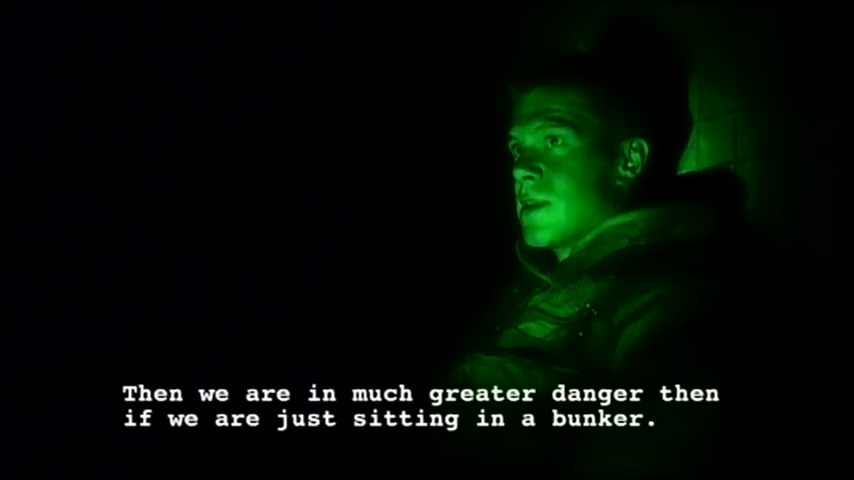 Then we are in much greater danger then
if we are just sitting in a bunker.